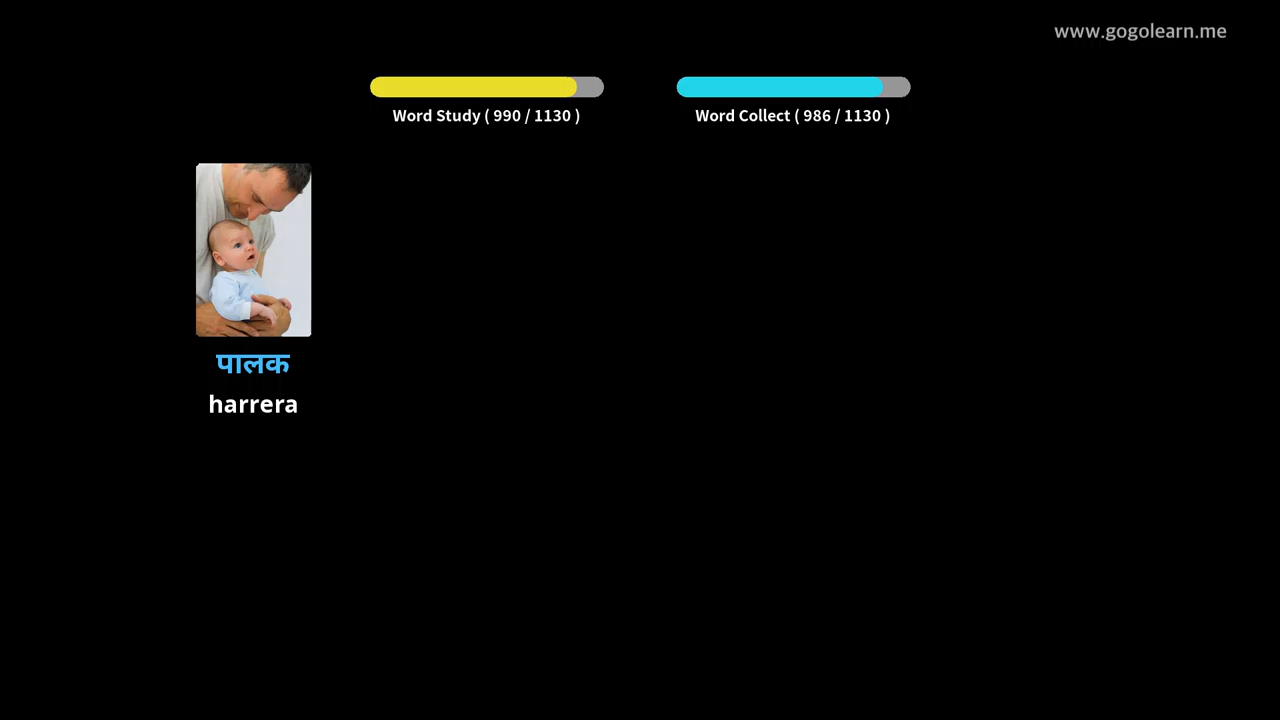 www.gogolearn.me
Word Study ( 990 / 1130 )
Word Collect ( 986 / 1130 )
पालक
harrera